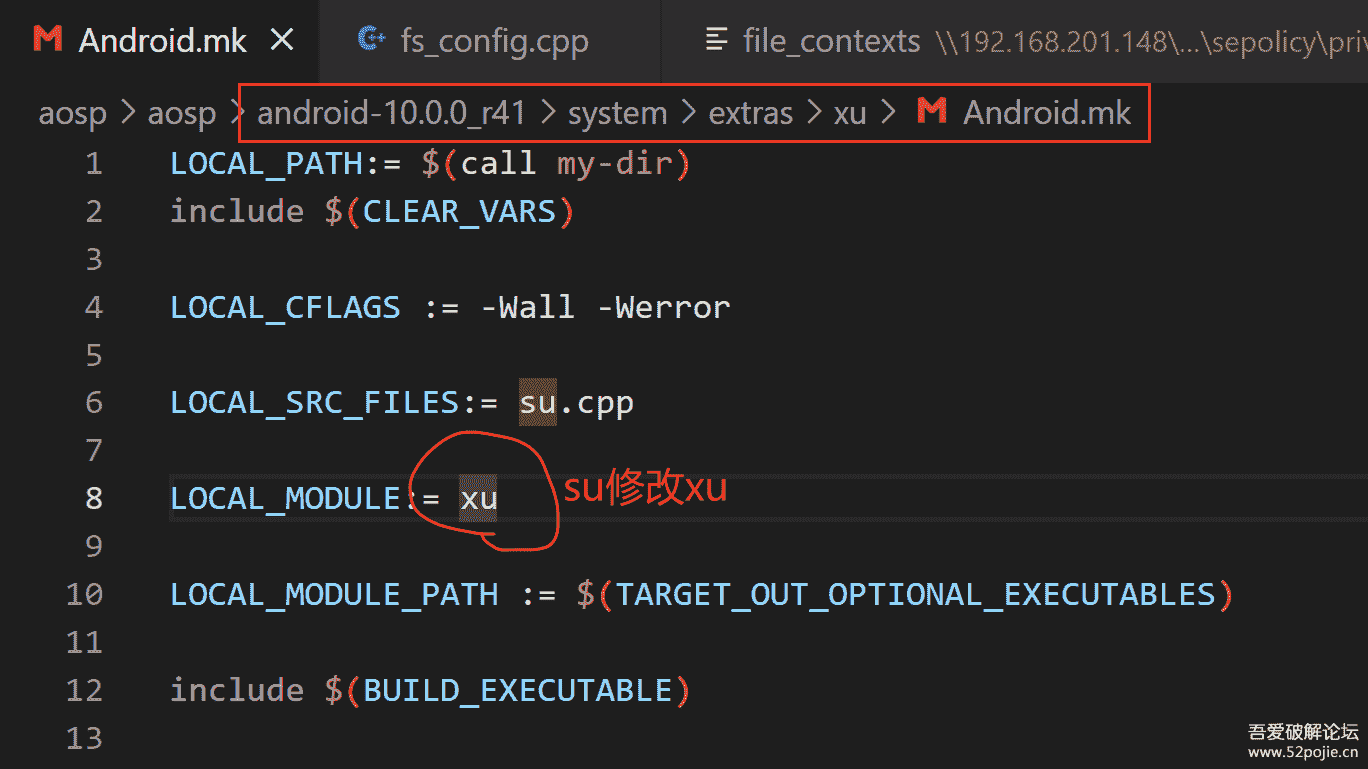 Android.mk
fs_config.cpp
file_contexts \\192.168.201.148\...\sepolicy\priv
aosp > aosp > android-10.0.0_r41 > system > extras > xu > Android.mk
1 LOCAL_PATH:= $(call my-dir)
2 include $(CLEAR_VARS)
3
4 LOCAL_CFLAGS := -Wall -Werror
5
6 LOCAL_SRC_FILES:= su.cpp
7
8 LOCAL_MODULE:= xu su修改xu
9
10 LOCAL_MODULE_PATH := $(TARGET_OUT_OPTIONAL_EXECUTABLES)
11
12 include $(BUILD_EXECUTABLE)
13
吾爱破解论坛
www.52pojie.cn